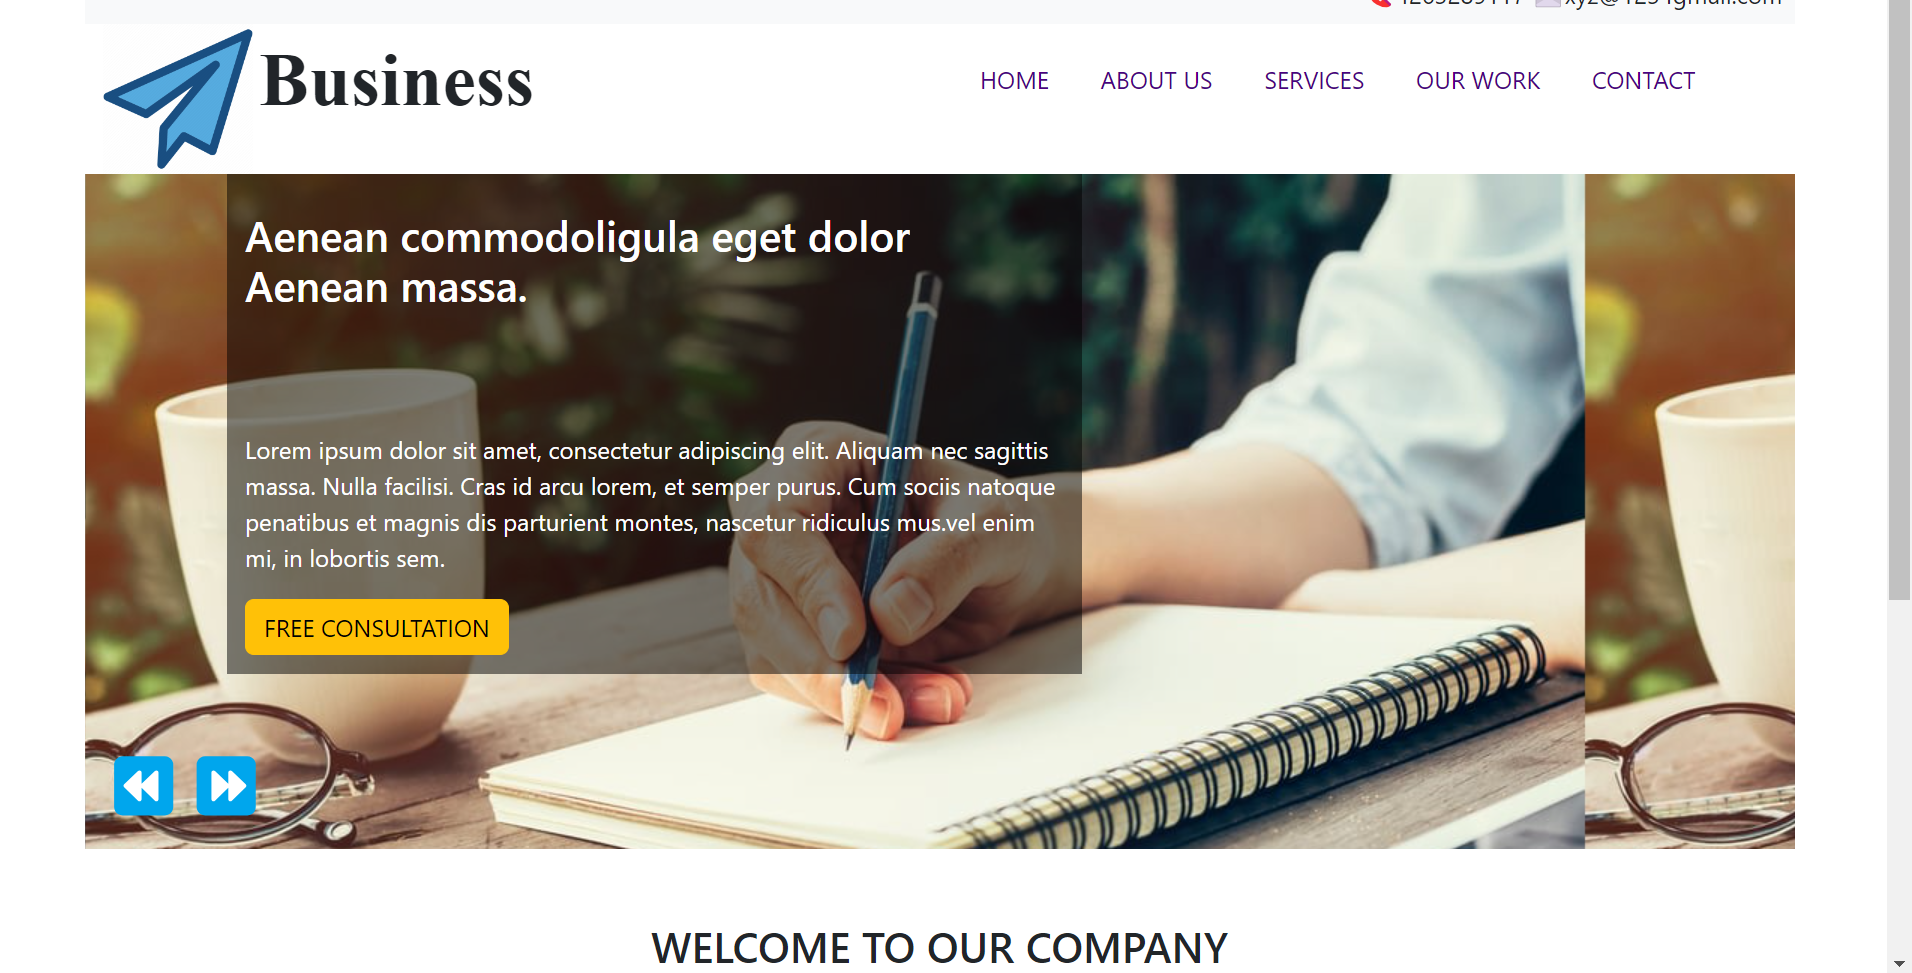 Business
HOME ABOUT US SERVICES OUR WORK CONTACT
Aenean commodoligula eget dolor
Aenean massa.
Lorem ipsum dolor sit amet, consectetur adipiscing elit. Aliquam nec sagittis
massa. Nulla facilisi. Cras id arcu lorem, et semper purus. Cum sociis natoque
penatibus et magnis dis parturient montes, nascetur ridiculus mus.vel enim
mi, in lobortis sem.
FREE CONSULTATION
WELCOME TO OUR COMPANY